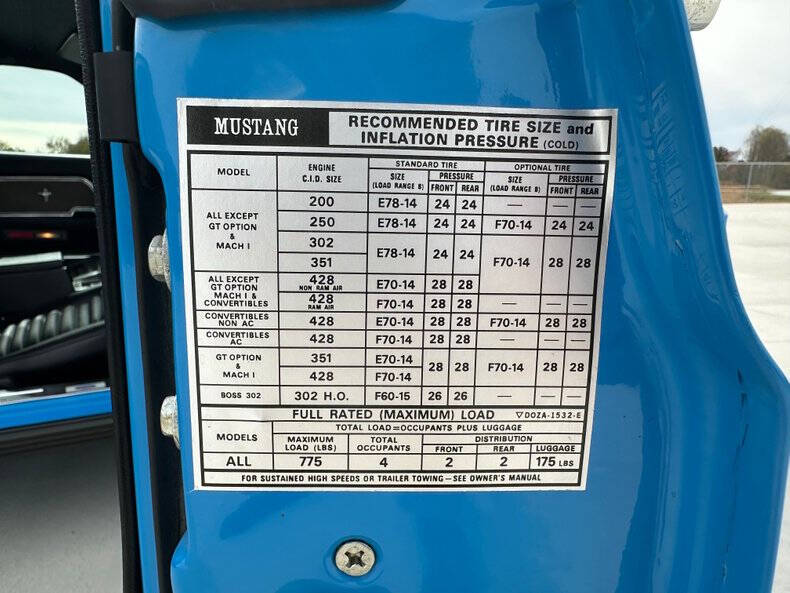 MUSTANG RECOMMENDED TIRE SIZE and
INFLATION PRESSURE (COLD)
MODEL ENGINE C.I.D. SIZE STANDARD TIRE OPTIONAL TIRE
SIZE (LOAD RANGE B) PRESSURE SIZE (LOAD RANGE B) PRESSURE
FRONT REAR FRONT REAR
ALL EXCEPT GT OPTION & MACH I
200 E78-14 24 24 — — —
250 E78-14 24 24 F70-14 24 24
302
351 E78-14 24 24 F70-14 28 28
ALL EXCEPT GT OPTION MACH I & CONVERTIBLES
428 NON RAM AIR E70-14 28 28
428 RAM AIR F70-14 28 28 — — —
CONVERTIBLES NON AC 428 E70-14 28 28 F70-14 28 28
CONVERTIBLES AC 428 F70-14 28 28 — — —
GT OPTION & MACH I
351 E70-14
428 F70-14 28 28 F70-14 28 28
BOSS 302 302 H.O. F60-15 26 26 — — —
FULL RATED (MAXIMUM) LOAD ▽DOZA-1532-E
MODELS TOTAL LOAD=OCCUPANTS PLUS LUGGAGE
MAXIMUM LOAD (LBS) TOTAL OCCUPANTS DISTRIBUTION
FRONT REAR LUGGAGE
ALL 775 4 2 2 175 LBS
FOR SUSTAINED HIGH SPEEDS OR TRAILER TOWING—SEE OWNER'S MANUAL